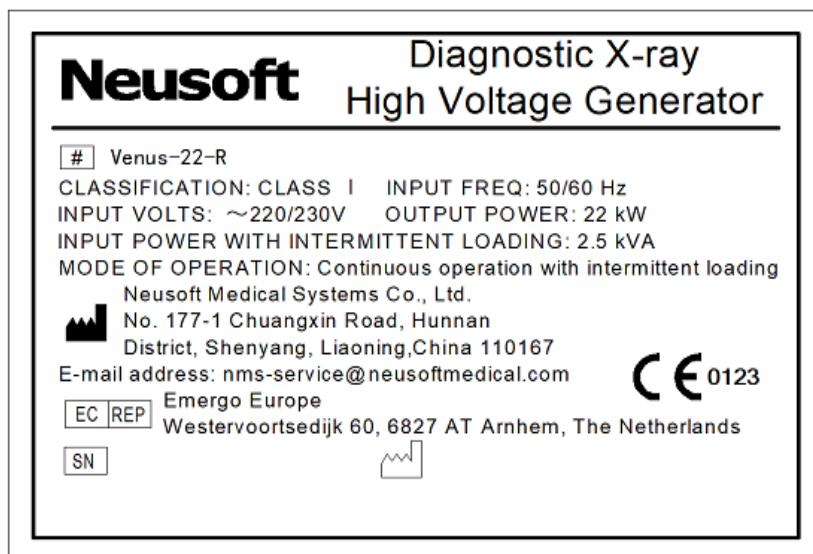 Neusoft
Diagnostic X-ray
High Voltage Generator
# Venus-22-R
CLASSIFICATION: CLASS I INPUT FREQ: 50/60 Hz
INPUT VOLTS: ～220/230V OUTPUT POWER: 22 kW
INPUT POWER WITH INTERMITTENT LOADING: 2.5 kVA
MODE OF OPERATION: Continuous operation with intermittent loading
Neusoft Medical Systems Co., Ltd.
No. 177-1 Chuangxin Road, Hunnan
District, Shenyang, Liaoning,China 110167
E-mail address: nms-service@neusoftmedical.com
CE 0123
EC REP Emergo Europe
Westervoortsedijk 60, 6827 AT Arnhem, The Netherlands
SN